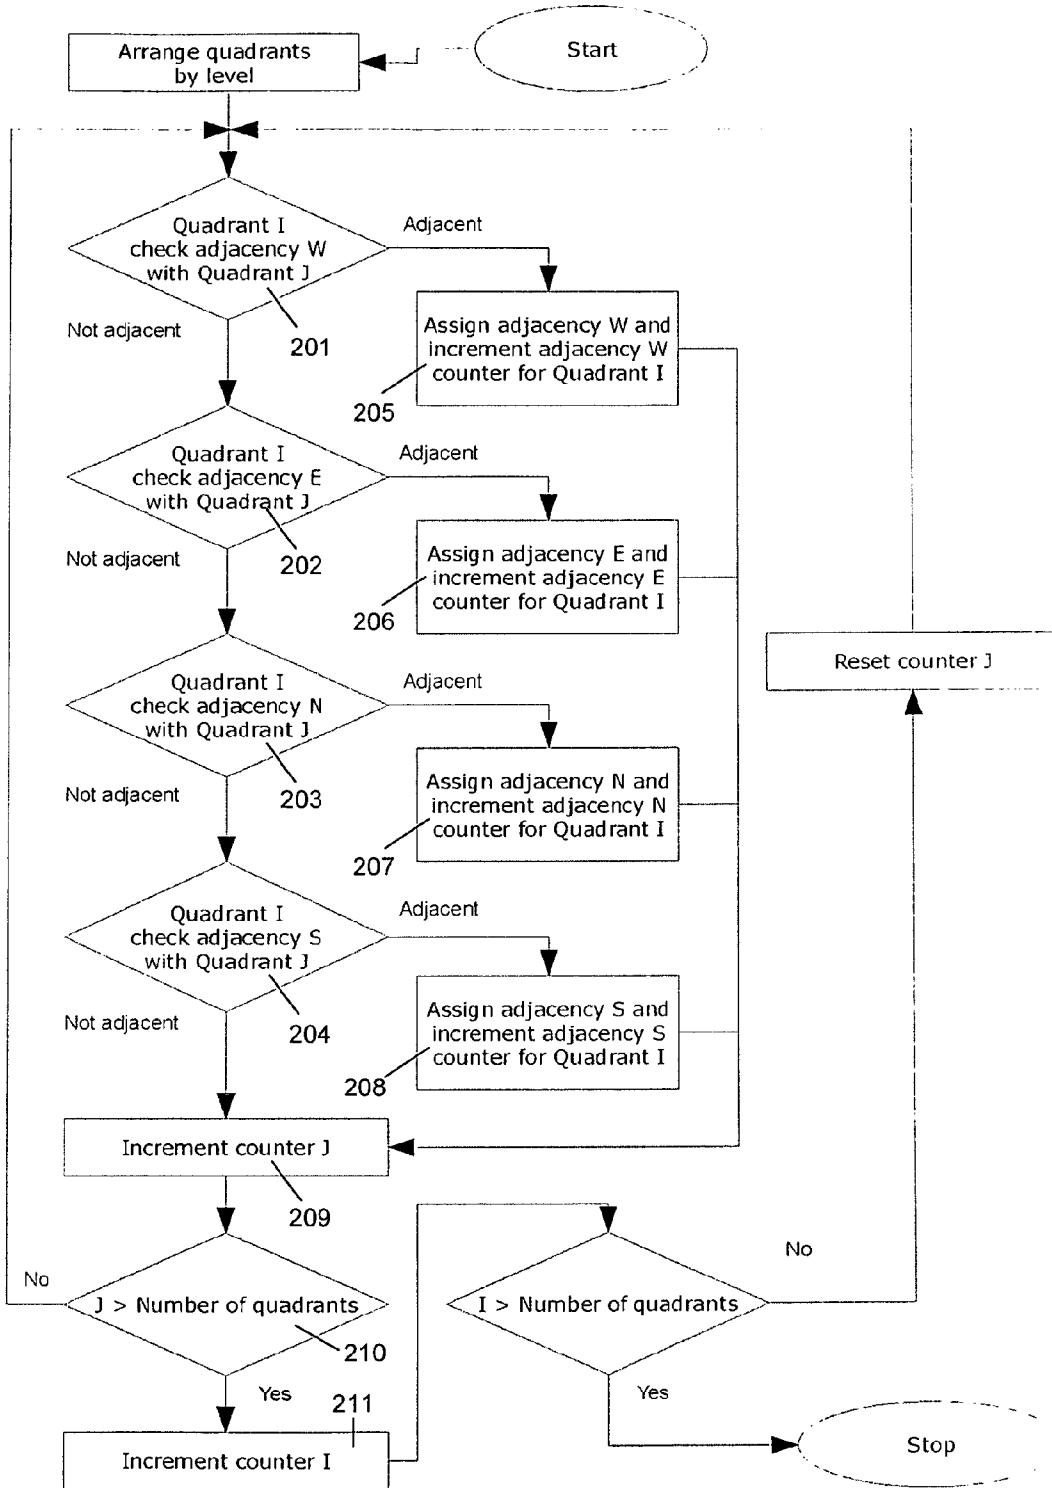 Arrange quadrants
by level
Start
Quadrant I
check adjacency W
with Quadrant J
Adjacent
Not adjacent
201
Assign adjacency W and
increment adjacency W
counter for Quadrant I
205
Quadrant I
check adjacency E
with Quadrant J
Adjacent
Not adjacent
202
Assign adjacency E and
increment adjacency E
counter for Quadrant I
206
Quadrant I
check adjacency N
with Quadrant J
Adjacent
Not adjacent
203
Assign adjacency N and
increment adjacency N
counter for Quadrant I
207
Reset counter J
Quadrant I
check adjacency S
with Quadrant J
Adjacent
Not adjacent
204
Assign adjacency S and
increment adjacency S
counter for Quadrant I
208
Increment counter J
209
No
J > Number of quadrants
210
Yes
211
Increment counter I
I > Number of quadrants
No
Yes
Stop